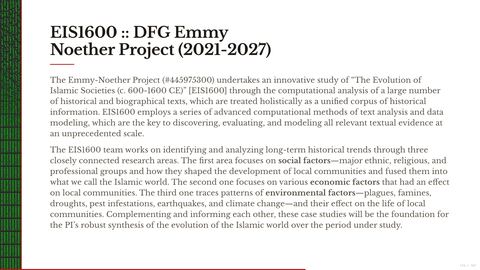 EIS1600 :: DFG Emmy
Noether Project (2021-2027)
The Emmy-Noether Project (#445975300) undertakes an innovative study of "The Evolution of
Islamic Societies (c. 600-1600 CE)" [EIS1600] through the computational analysis of a large number
of historical and biographical texts, which are treated holistically as a unified corpus of historical
information. EIS1600 employs a series of advanced computational methods of text analysis and data
modeling, which are the key to discovering, evaluating, and modeling all relevant textual evidence at
an unprecedented scale.
The EIS1600 team works on identifying and analyzing long-term historical trends through three
closely connected research areas. The first area focuses on social factors—major ethnic, religious, and
professional groups and how they shaped the development of local communities and fused them into
what we call the Islamic world. The second one focuses on various economic factors that had an effect
on local communities. The third one traces patterns of environmental factors—plagues, famines,
droughts, pest infestations, earthquakes, and climate change—and their effect on the life of local
communities. Complementing and informing each other, these case studies will be the foundation for
the PI's robust synthesis of the evolution of the Islamic world over the period under study.